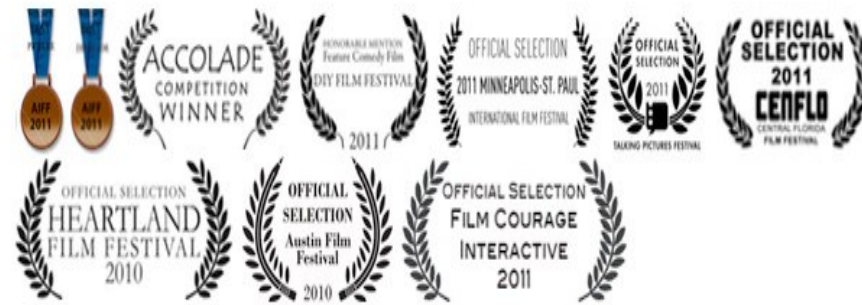 AIFF
2011
AIFF
2011
ACCOLADE
COMPETITION
WINNER
HONORABLE MENTION
Feature Comedy Film
DIY FILM FESTIVAL
2011
OFFICIAL SELECTION
2011 MINNEAPOLIS-ST. PAUL
INTERNATIONAL FILM FESTIVAL
OFFICIAL
SELECTION
2011
TALKING PICTURES FESTIVAL
OFFICIAL
SELECTION
2011
CENFLO
CENTRAL FLORIDA
FILM FESTIVAL
OFFICIAL SELECTION
HEARTLAND
FILM FESTIVAL
2010
OFFICIAL
SELECTION
Austin Film
Festival
2010
OFFICIAL SELECTION
FILM COURAGE
INTERACTIVE
2011